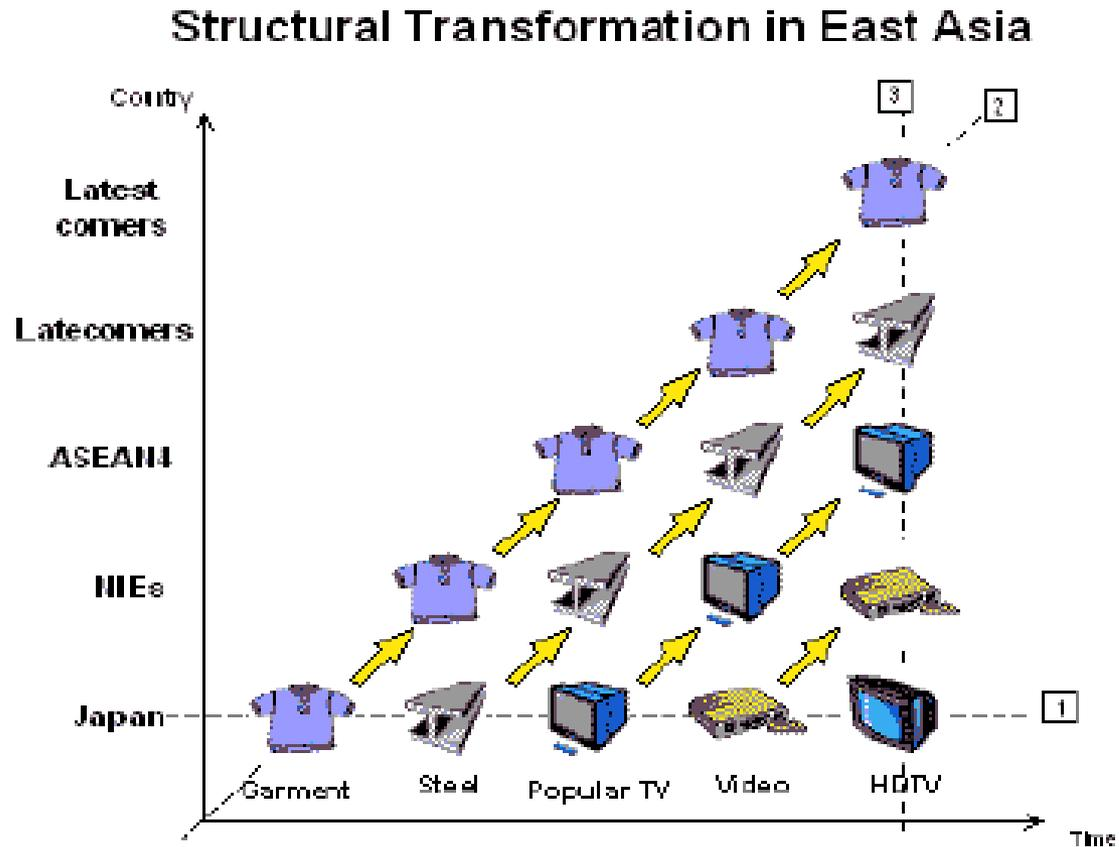 Structural Transformation in East Asia
Coutry
3
2
Latest
comers
Latecomers
ASEAN4
NIEs
Japan
1
Garment
Steel
Popular TV
Video
HDTV
Time